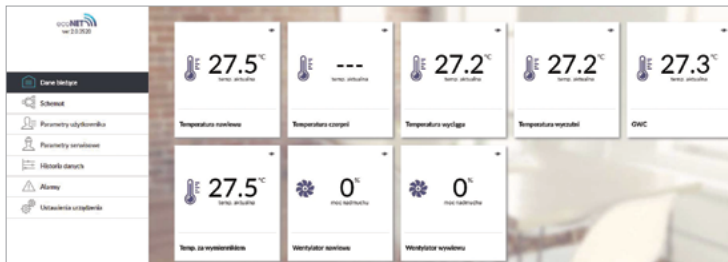 ecoNET
ver 2.0.2520
Dane bieżące
Schemat
Parametry użytkownika
Parametry serwisowe
Historia danych
Alarmy
Ustawienia urządzenia
27.5°C
temp. aktualna
Temperatura nawiewu
---
temp. aktualna
Temperatura czerpni
27.2°C
temp. aktualna
Temperatura wyciągu
27.2°C
temp. aktualna
Temperatura wyrzutni
27.3°C
temp. aktualna
GWC
27.5°C
temp. aktualna
Temp. za wymiennikiem
0%
moc nadmuchu
Wentylator nawiewu
0%
moc nadmuchu
Wentylator wywiewu